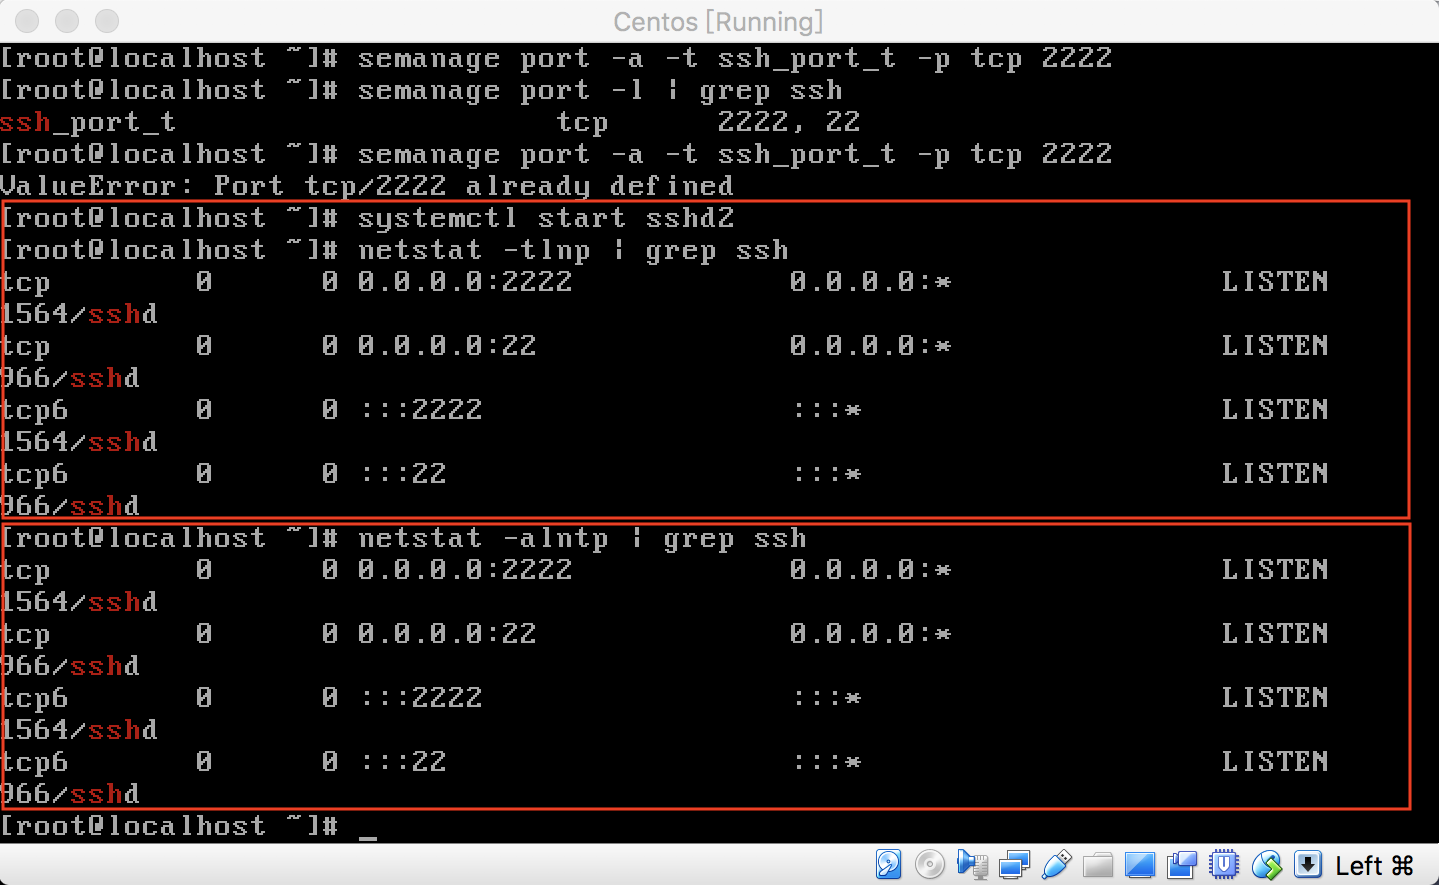 Centos [Running]
[root@localhost ~]# semanage port -a -t ssh_port_t -p tcp 2222
[root@localhost ~]# semanage port -l | grep ssh
ssh_port_t                     tcp      2222, 22
[root@localhost ~]# semanage port -a -t ssh_port_t -p tcp 2222
ValueError: Port tcp/2222 already defined
[root@localhost ~]# systemctl start sshd2
[root@localhost ~]# netstat -tlnp | grep ssh
tcp        0      0 0.0.0.0:2222            0.0.0.0:*               LISTEN
1564/sshd
tcp        0      0 0.0.0.0:22              0.0.0.0:*               LISTEN
966/sshd
tcp6       0      0 :::2222                 :::*                    LISTEN
1564/sshd
tcp6       0      0 :::22                   :::*                    LISTEN
966/sshd
[root@localhost ~]# netstat -alntp | grep ssh
tcp        0      0 0.0.0.0:2222            0.0.0.0:*               LISTEN
1564/sshd
tcp        0      0 0.0.0.0:22              0.0.0.0:*               LISTEN
966/sshd
tcp6       0      0 :::2222                 :::*                    LISTEN
1564/sshd
tcp6       0      0 :::22                   :::*                    LISTEN
966/sshd
[root@localhost ~]# _
Left ⌘